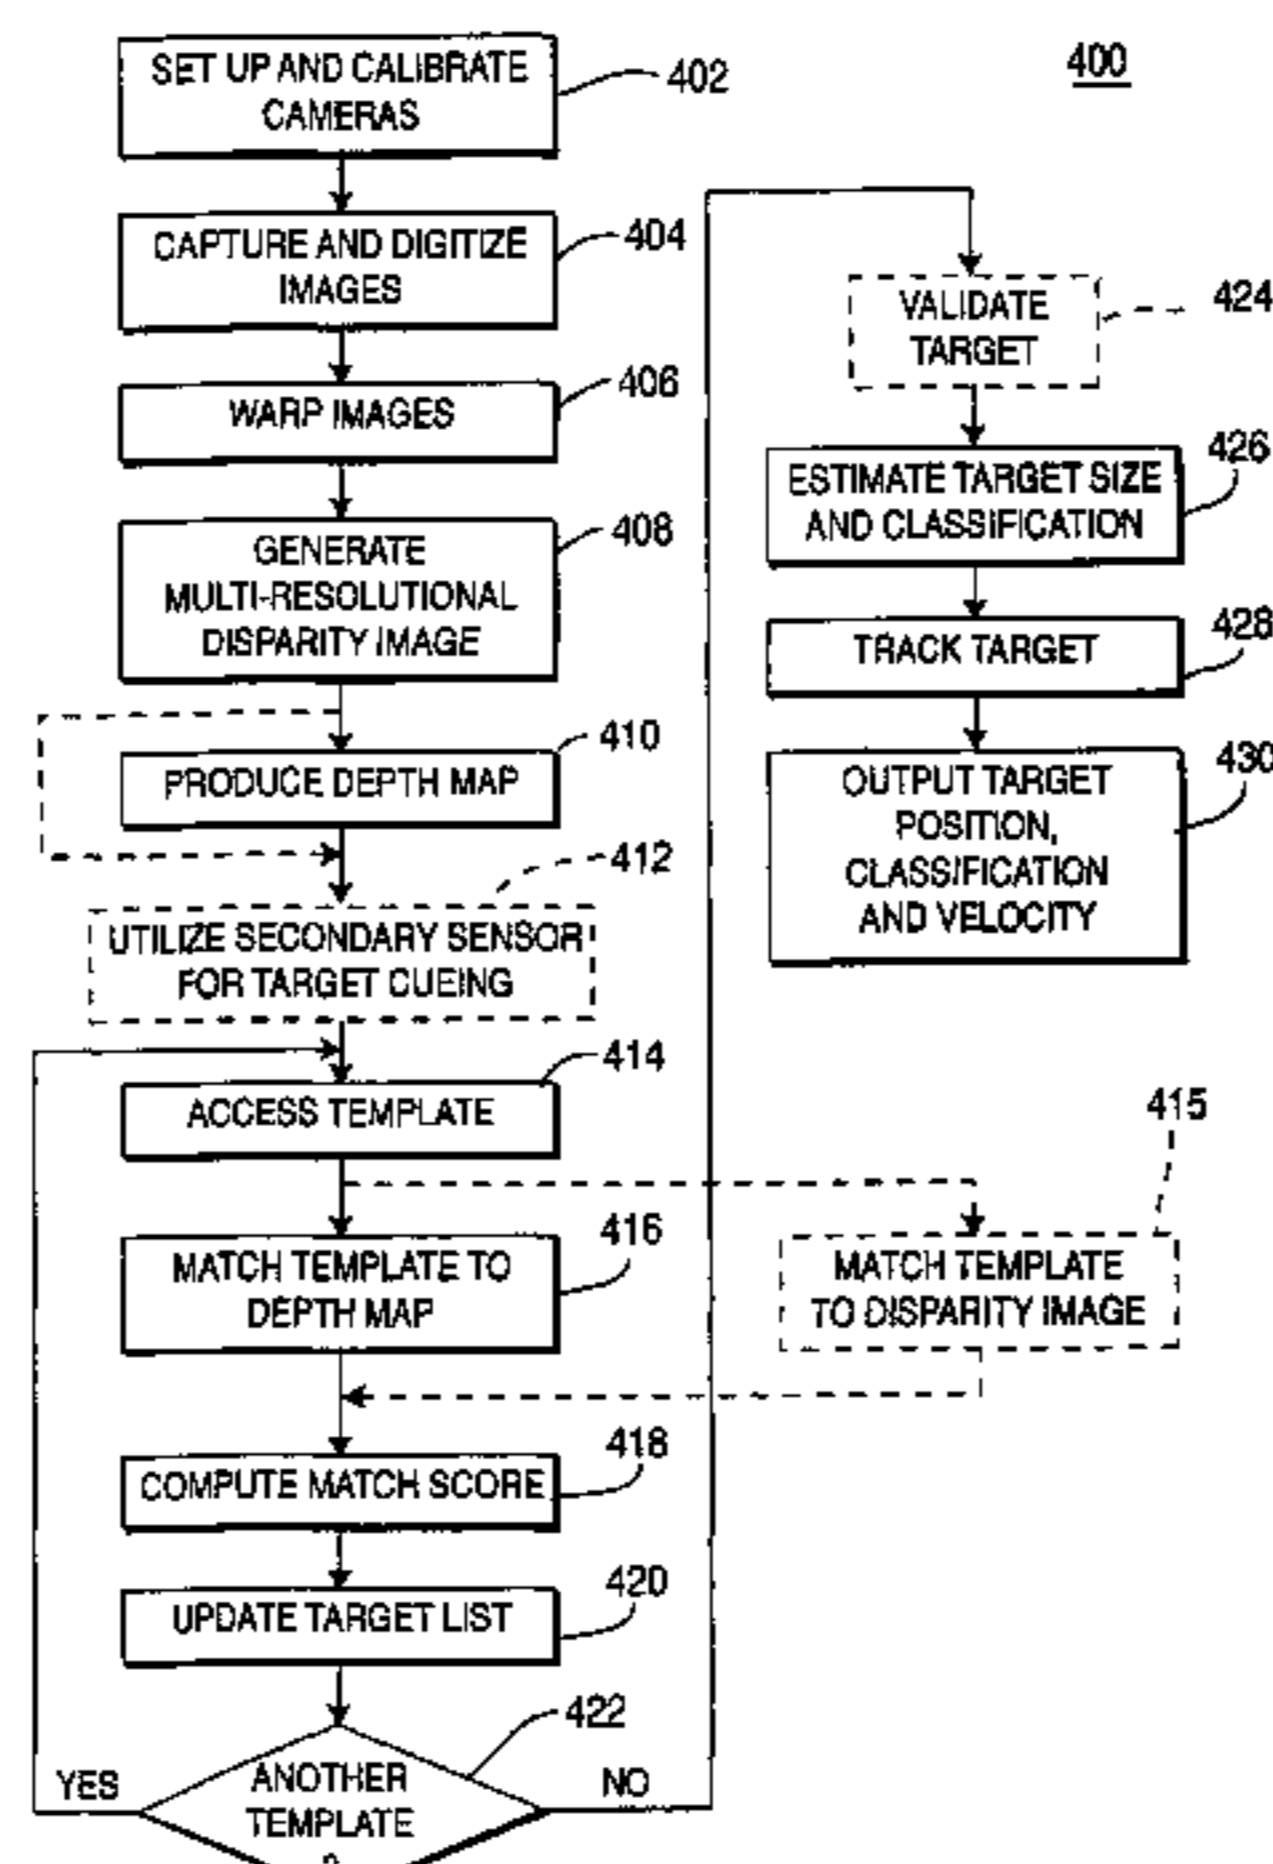 400
SET UP AND CALIBRATE
CAMERAS
402
CAPTURE AND DIGITIZE
IMAGES
404
WARP IMAGES
406
GENERATE
MULTI-RESOLUTIONAL
DISPARITY IMAGE
408
PRODUCE DEPTH MAP
410
UTILIZE SECONDARY SENSOR
FOR TARGET CUEING
412
ACCESS TEMPLATE
414
MATCH TEMPLATE TO
DEPTH MAP
416
MATCH TEMPLATE
TO DISPARITY IMAGE
415
COMPUTE MATCH SCORE
418
UPDATE TARGET LIST
420
ANOTHER
TEMPLATE
?
422
YES
NO
VALIDATE
TARGET
424
ESTIMATE TARGET SIZE
AND CLASSIFICATION
426
TRACK TARGET
428
OUTPUT TARGET
POSITION,
CLASSIFICATION
AND VELOCITY
430